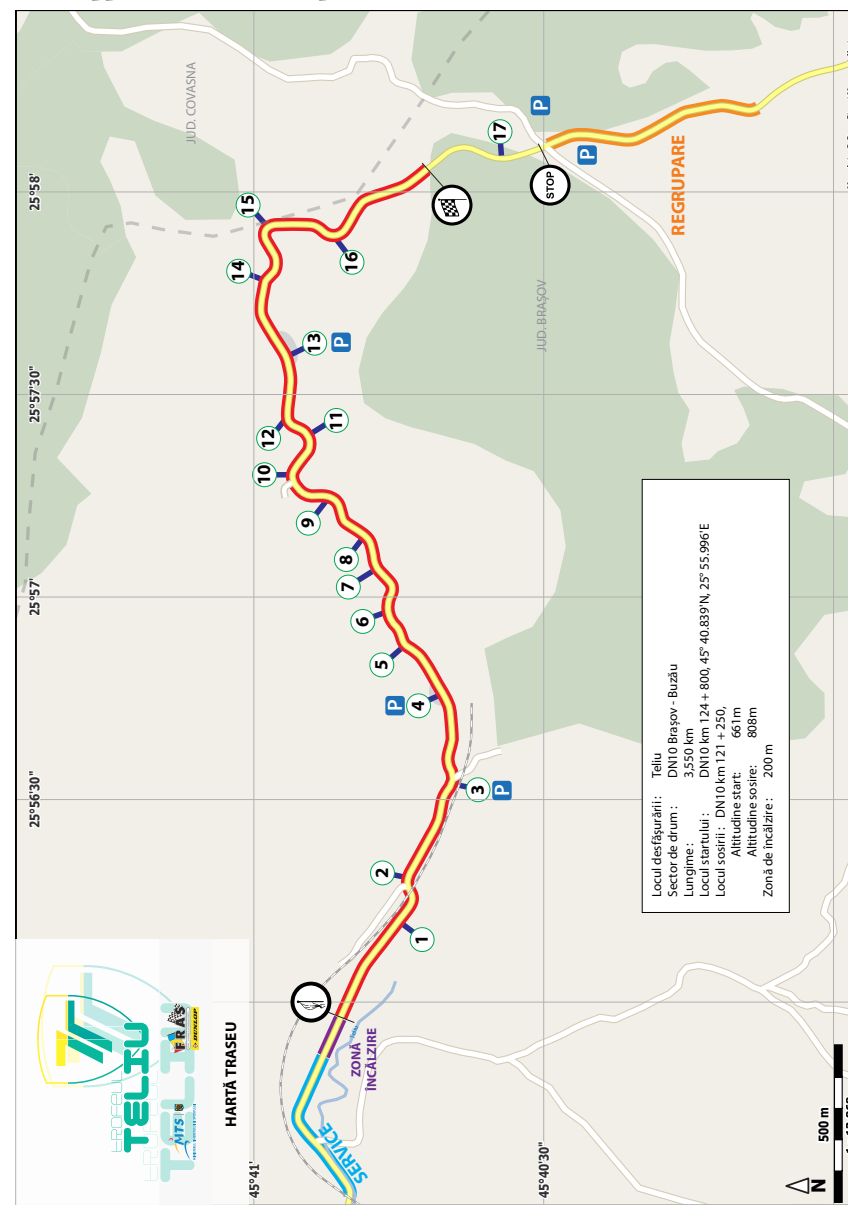 TROFEUL
TELIU
MTS
FRAS
DUNLOP
HARTĂ TRASEU
JUD. COVASNA
JUD. BRAȘOV
25°56'30"
25°57'
25°57'30"
25°58'
45°41'
45°40'30"
SERVICE
ZONĂ
ÎNCĂLZIRE
1
2
3
P
4
P
5
6
7
8
9
10
11
12
13
P
14
15
16
17
STOP
P
P
REGRUPARE
Locul desfășurării: Teliu
Sector de drum: DN10 Brașov - Buzău
Lungime: 3,550 km
Locul startului: DN10 km 124 + 800, 45° 40.839'N, 25° 55.996'E
Locul sosirii: DN10 km 121 + 250,
Altitudine start: 661m
Altitudine sosire: 808m
Zonă de încălzire: 200 m
N
500 m